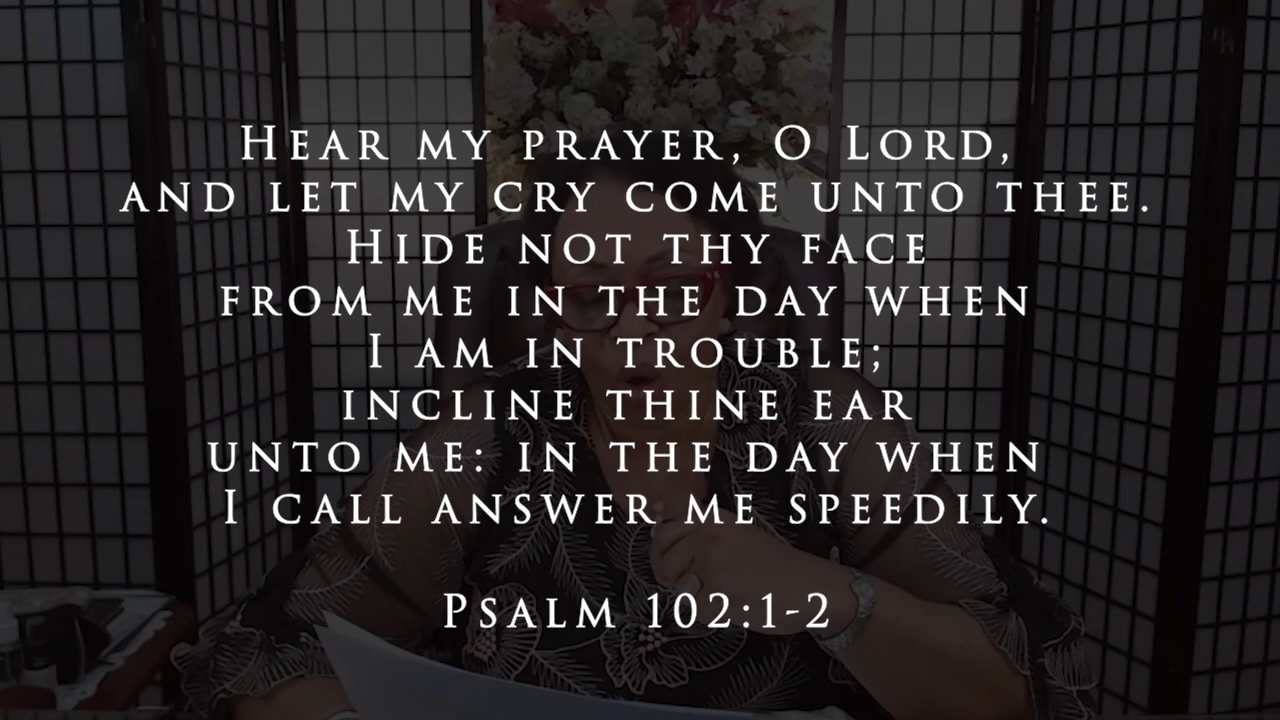 Hear my prayer, O Lord,
and let my cry come unto thee.
Hide not thy face
from me in the day when
I am in trouble;
incline thine ear
unto me: in the day when
I call answer me speedily.
Psalm 102:1-2